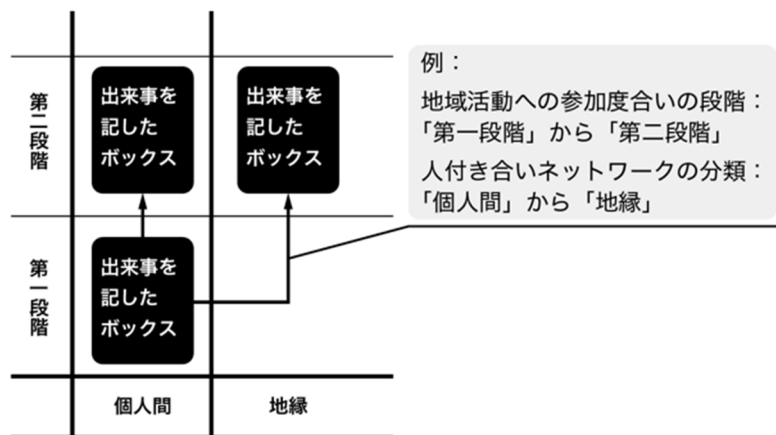 第二段階
出来事を
記した
ボックス
出来事を
記した
ボックス
例：
地域活動への参加度合いの段階：
「第一段階」から「第二段階」
人付き合いネットワークの分類：
「個人間」から「地縁」
第一段階
出来事を
記した
ボックス
個人間
地縁